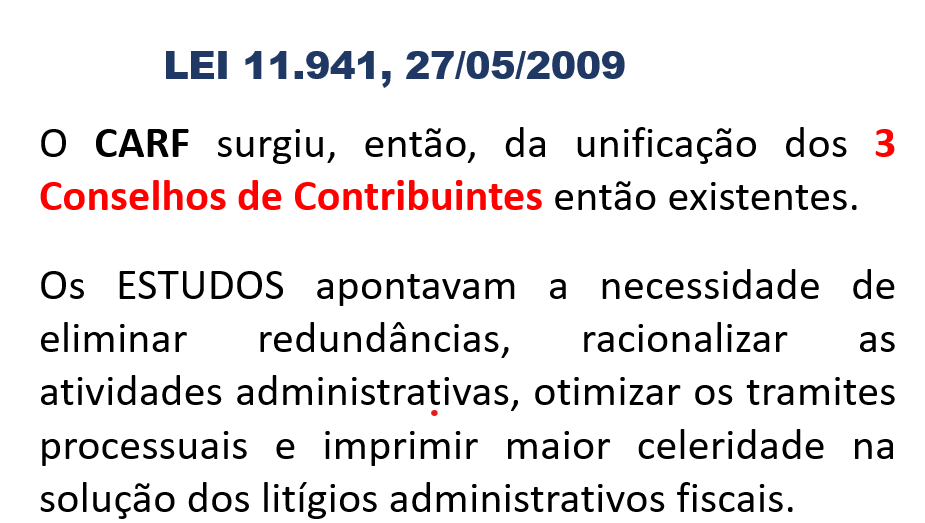 LEI 11.941, 27/05/2009
O CARF surgiu, então, da unificação dos 3
Conselhos de Contribuintes então existentes.
Os ESTUDOS apontavam a necessidade de
eliminar redundâncias, racionalizar as
atividades administrativas, otimizar os tramites
processuais e imprimir maior celeridade na
solução dos litígios administrativos fiscais.